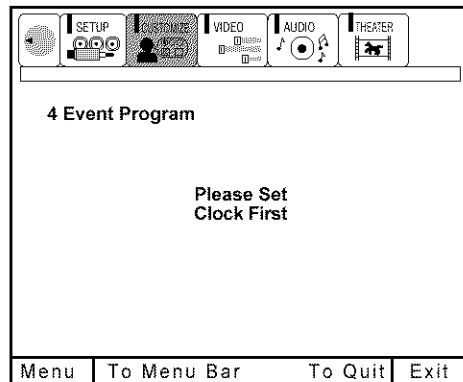 SETUP CUSTOMIZE VIDEO AUDIO THEATER
4 Event Program
Please Set
Clock First
Menu To Menu Bar To Quit Exit